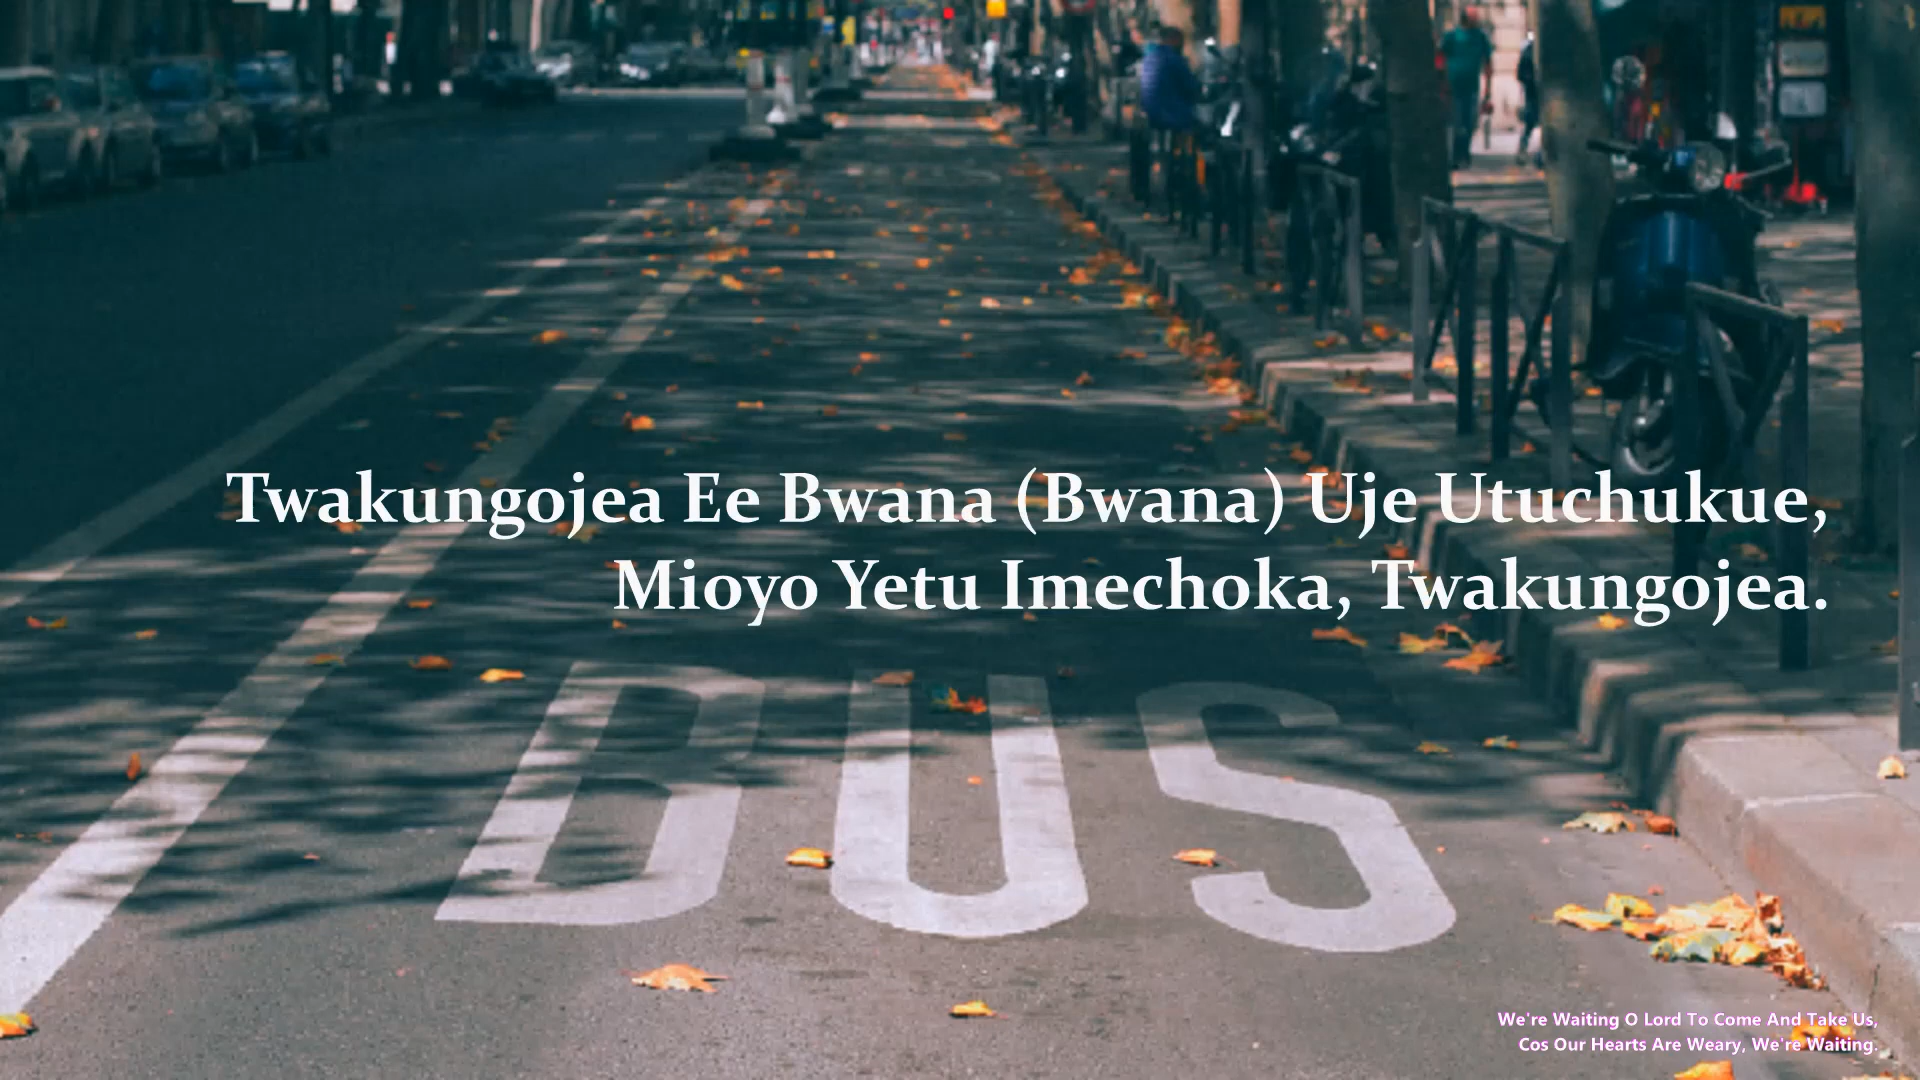 Twakungojea Ee Bwana (Bwana) Uje Utuchukue,
Mioyo Yetu Imechoka, Twakungojea.
BUS
We're Waiting O Lord To Come And Take Us,
Cos Our Hearts Are Weary, We're Waiting.